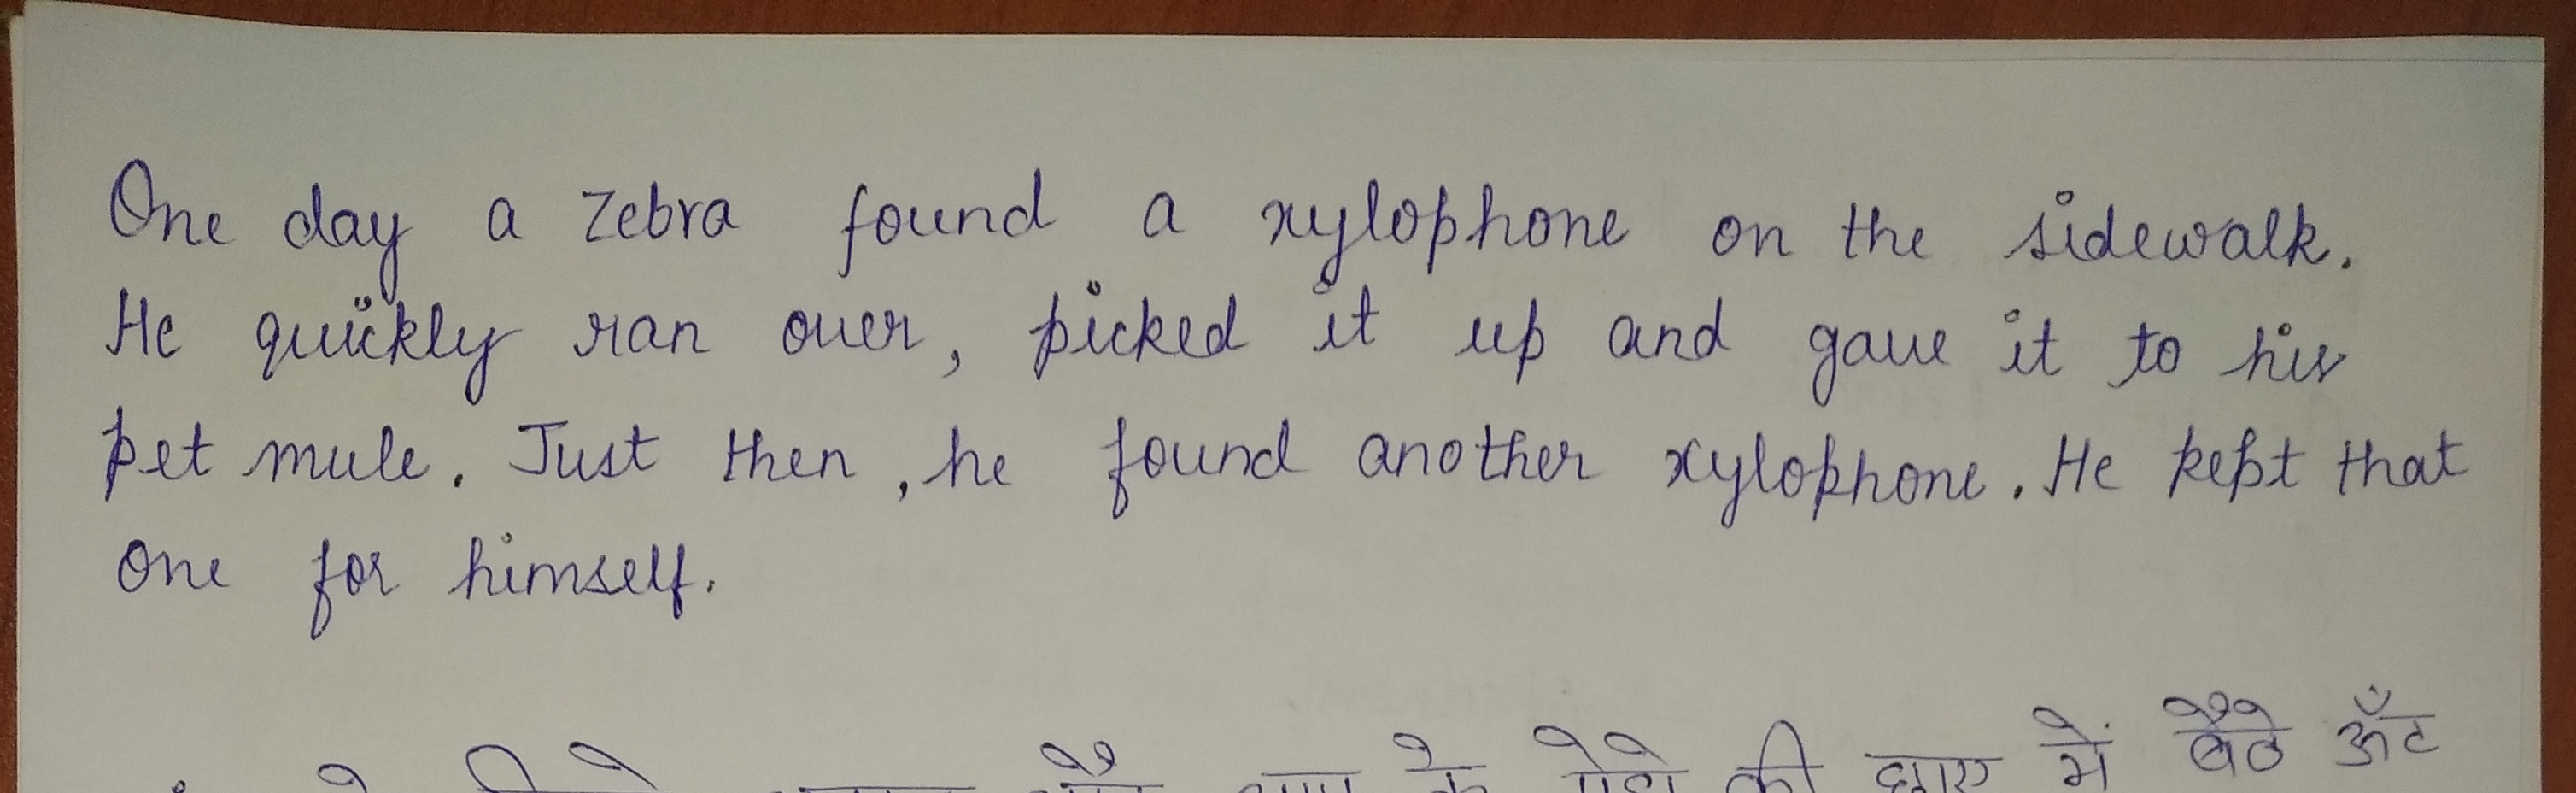 One day a zebra found a xylophone on the sidewalk.
He quickly ran over, picked it up and gave it to his
pet mule. Just then, he found another xylophone. He kept that
one for himself.
की छाए में बैठे ऊँट